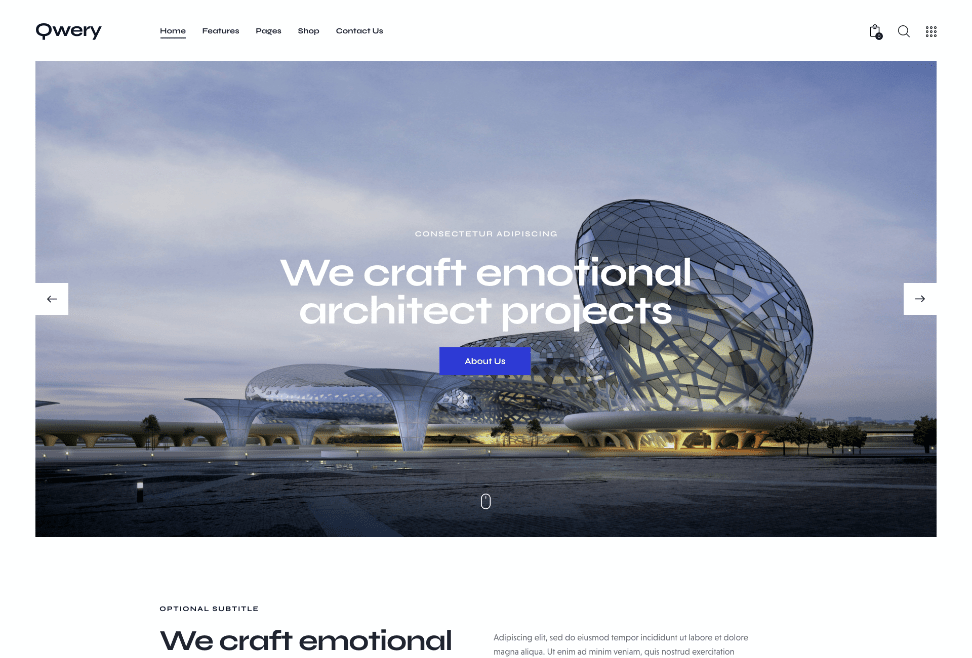 Qwery
Home Features Pages Shop Contact Us
0
CONSECTETUR ADIPISCING
We craft emotional
architect projects
About Us
OPTIONAL SUBTITLE
We craft emotional
Adipiscing elit, sed do eiusmod tempor incididunt ut labore et dolore
magna aliqua. Ut enim ad minim veniam, quis nostrud exercitation